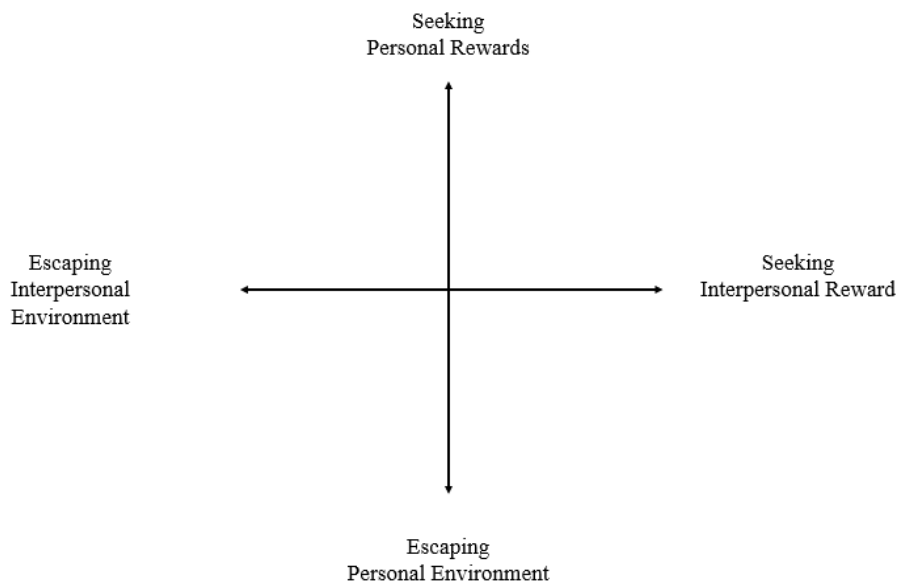 Seeking
Personal Rewards
Escaping
Interpersonal
Environment
Seeking
Interpersonal Reward
Escaping
Personal Environment